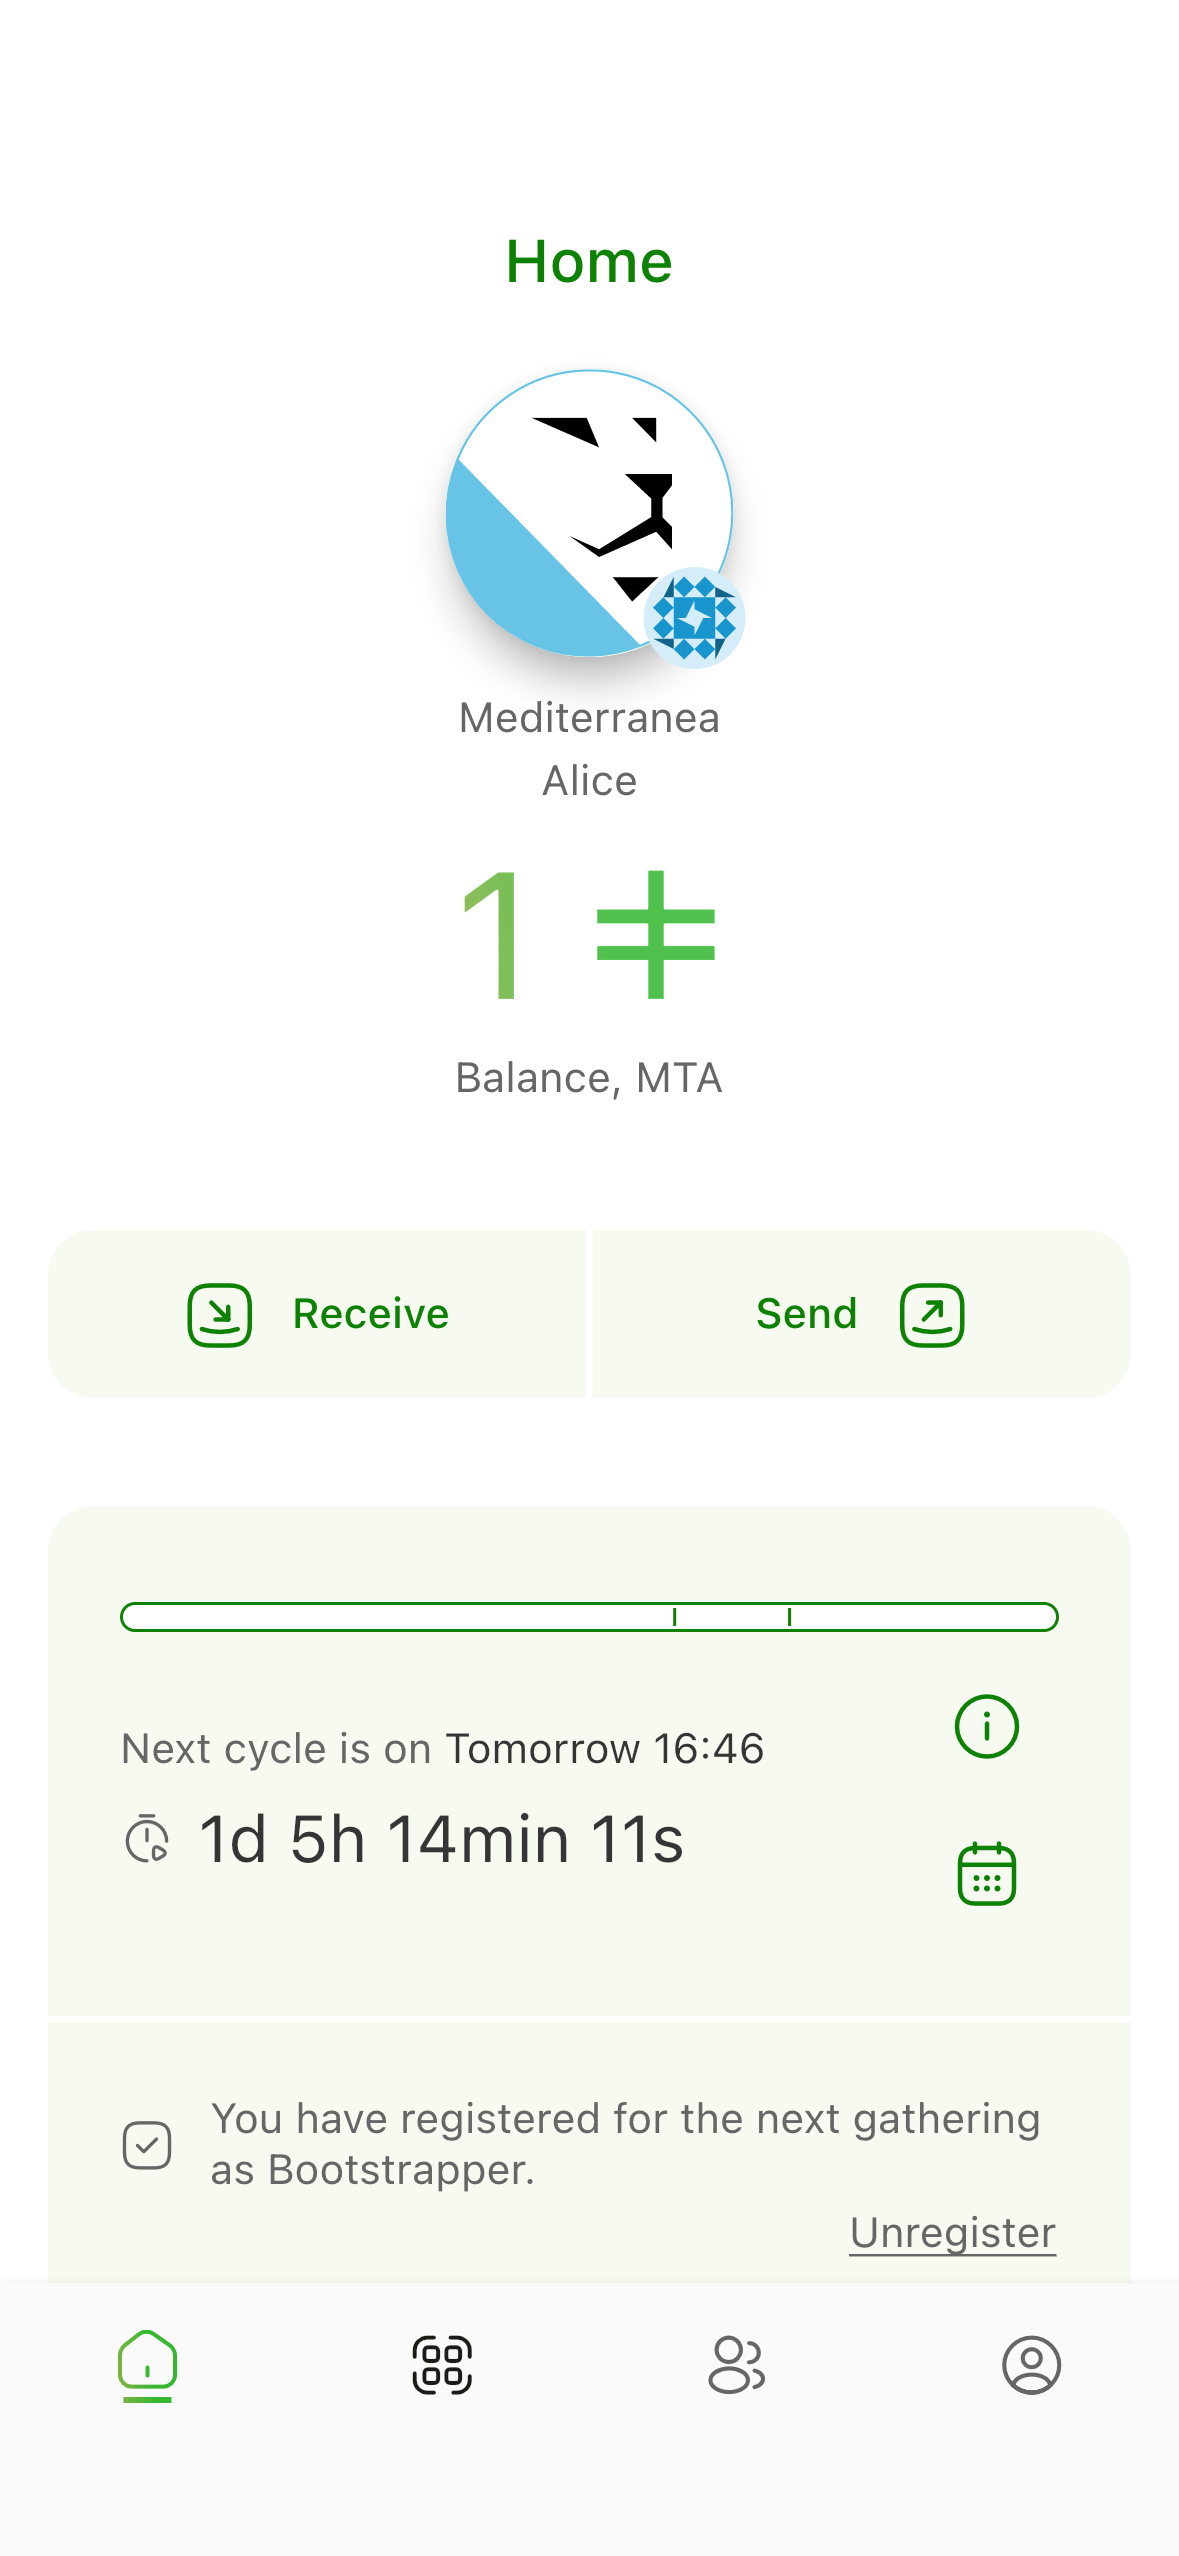 Home
Mediterranea
Alice
1 ⵐ
Balance, MTA
Receive
Send
Next cycle is on Tomorrow 16:46
1d 5h 14min 11s
You have registered for the next gathering
as Bootstrapper.
Unregister